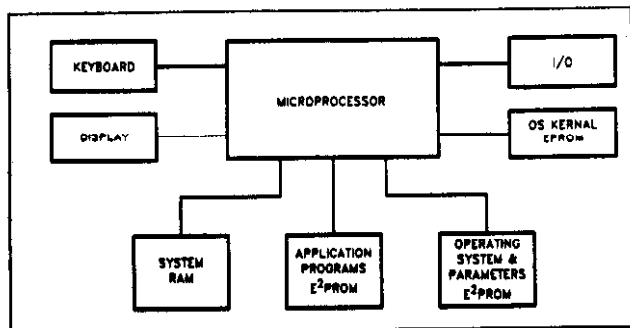 KEYBOARD
MICROPROCESSOR
I/O
DISPLAY
OS KERNAL
EPROM
SYSTEM
RAM
APPLICATION
PROGRAMS
E²PROM
OPERATING
SYSTEM &
PARAMETERS
E²PROM